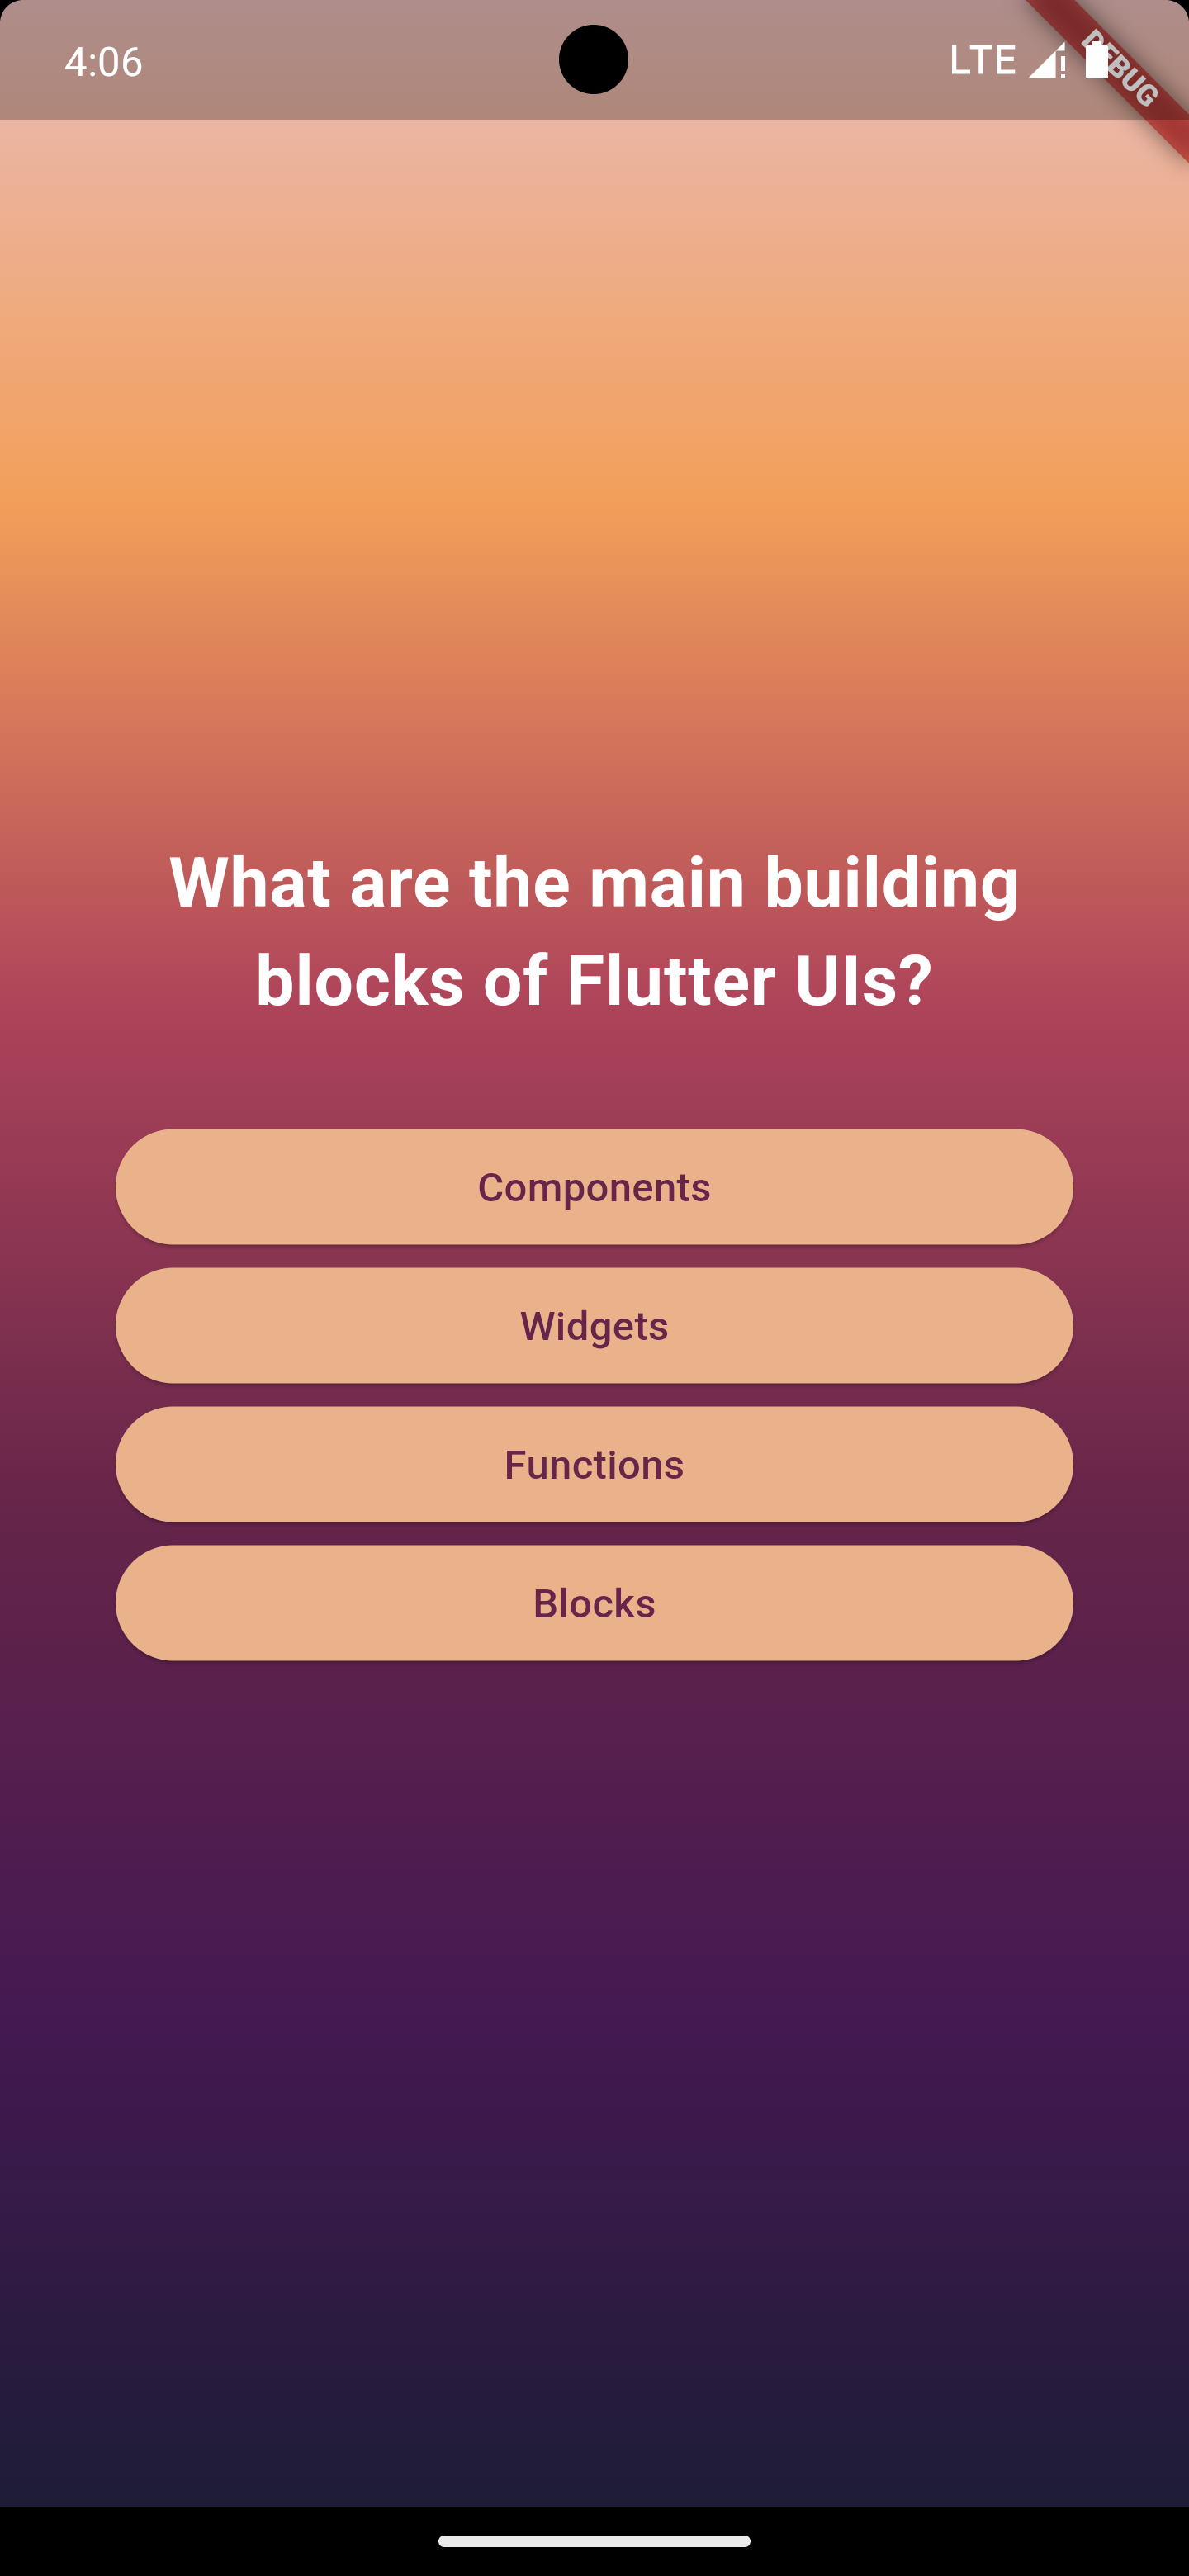 4:06
LTE
DEBUG
What are the main building
blocks of Flutter UIs?
Components
Widgets
Functions
Blocks